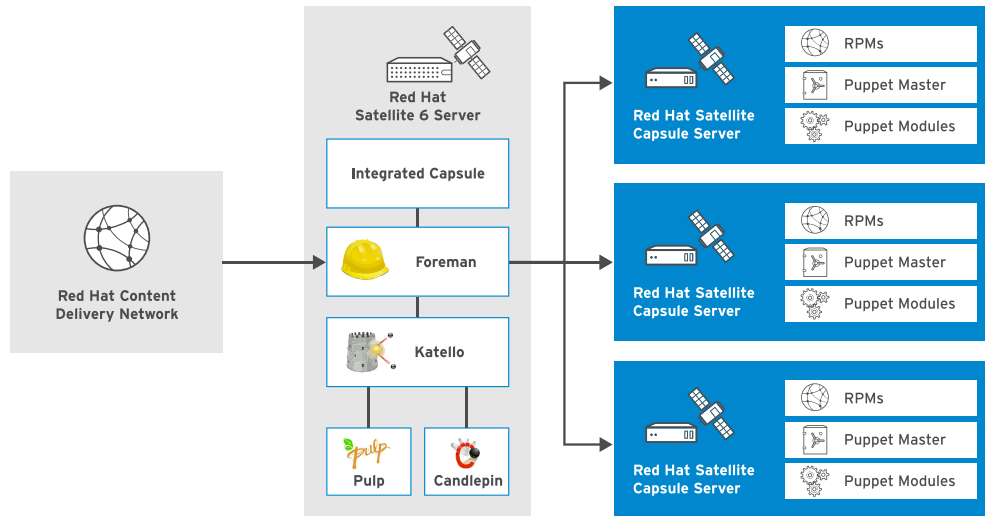 Red Hat Content
Delivery Network
Red Hat
Satellite 6 Server
Integrated Capsule
Foreman
Katello
pulp
Pulp
Candlepin
Red Hat Satellite
Capsule Server
RPMs
Puppet Master
Puppet Modules
Red Hat Satellite
Capsule Server
RPMs
Puppet Master
Puppet Modules
Red Hat Satellite
Capsule Server
RPMs
Puppet Master
Puppet Modules